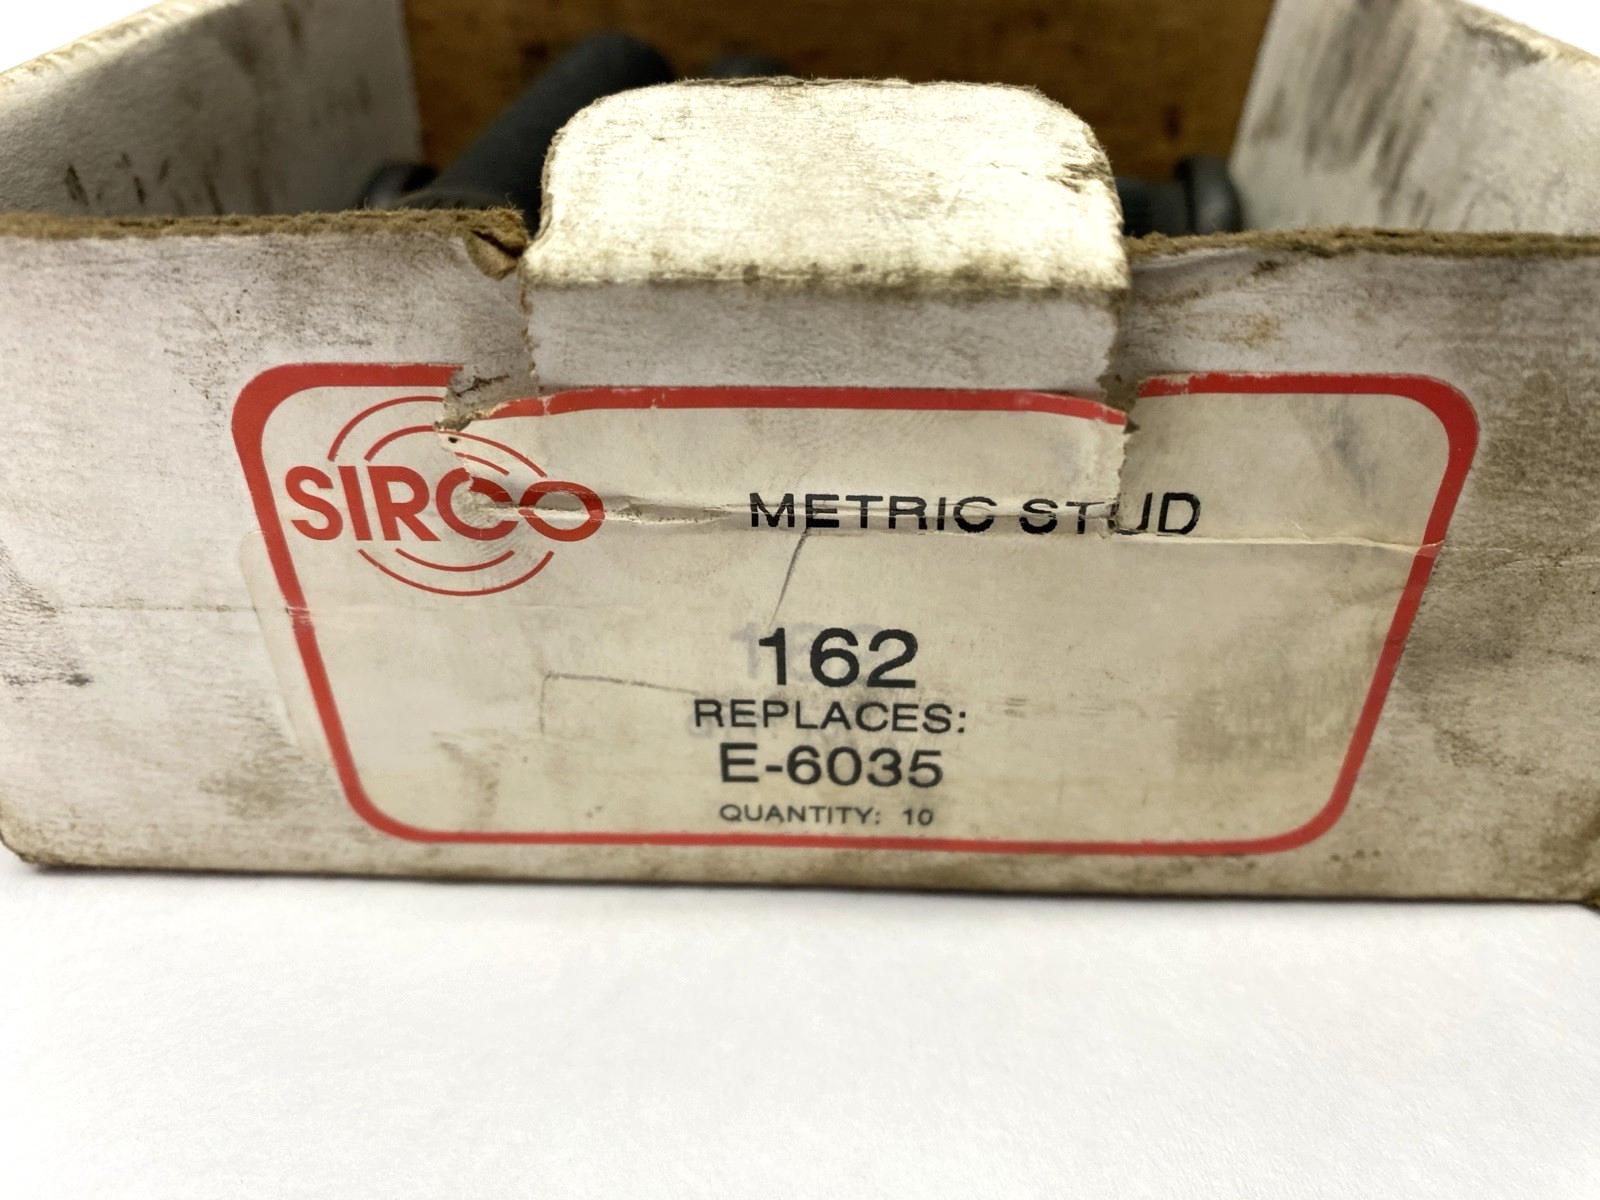 SIRCO
METRIC STUD
162
REPLACES:
E-6035
QUANTITY: 10